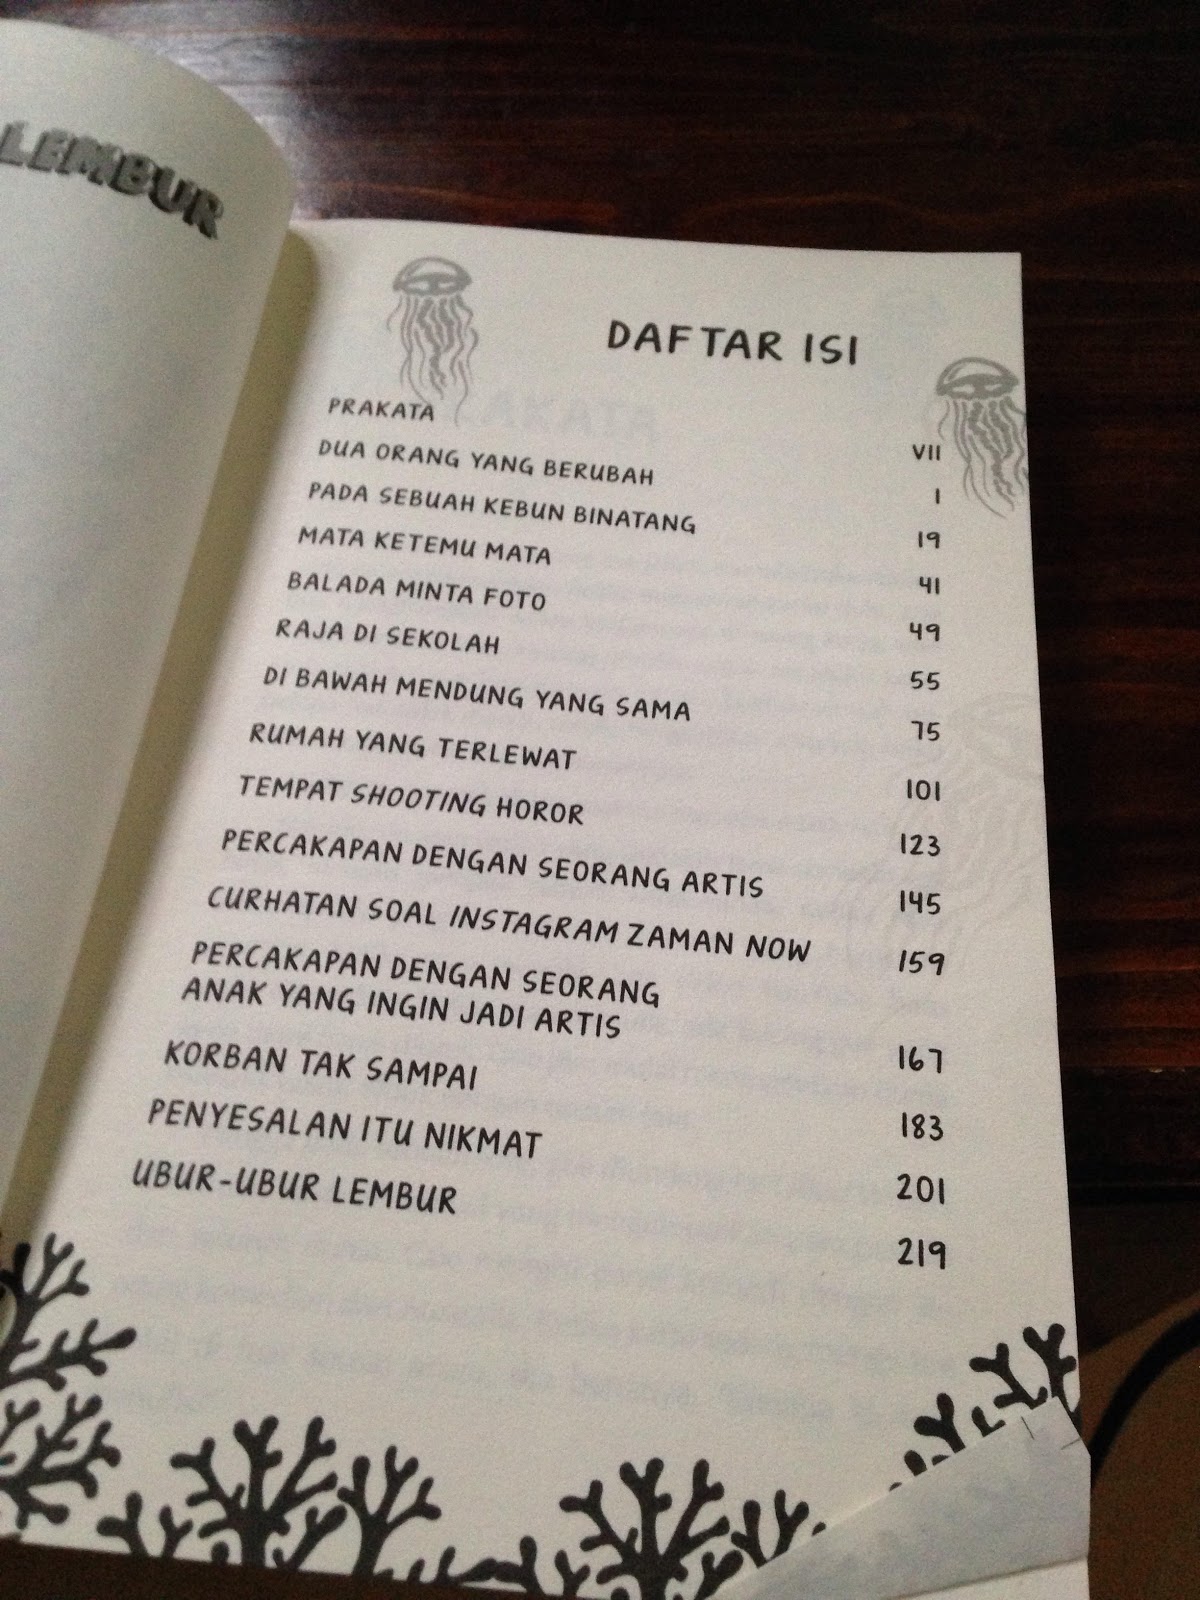 LEMBUR
DAFTAR ISI
PRAKATA VII
DUA ORANG YANG BERUBAH 1
PADA SEBUAH KEBUN BINATANG 19
MATA KETEMU MATA 41
BALADA MINTA FOTO 49
RAJA DI SEKOLAH 55
DI BAWAH MENDUNG YANG SAMA 75
RUMAH YANG TERLEWAT 101
TEMPAT SHOOTING HOROR 123
PERCAKAPAN DENGAN SEORANG ARTIS 145
CURHATAN SOAL INSTAGRAM ZAMAN NOW 159
PERCAKAPAN DENGAN SEORANG
ANAK YANG INGIN JADI ARTIS 167
KORBAN TAK SAMPAI 183
PENYESALAN ITU NIKMAT 201
UBUR-UBUR LEMBUR 219